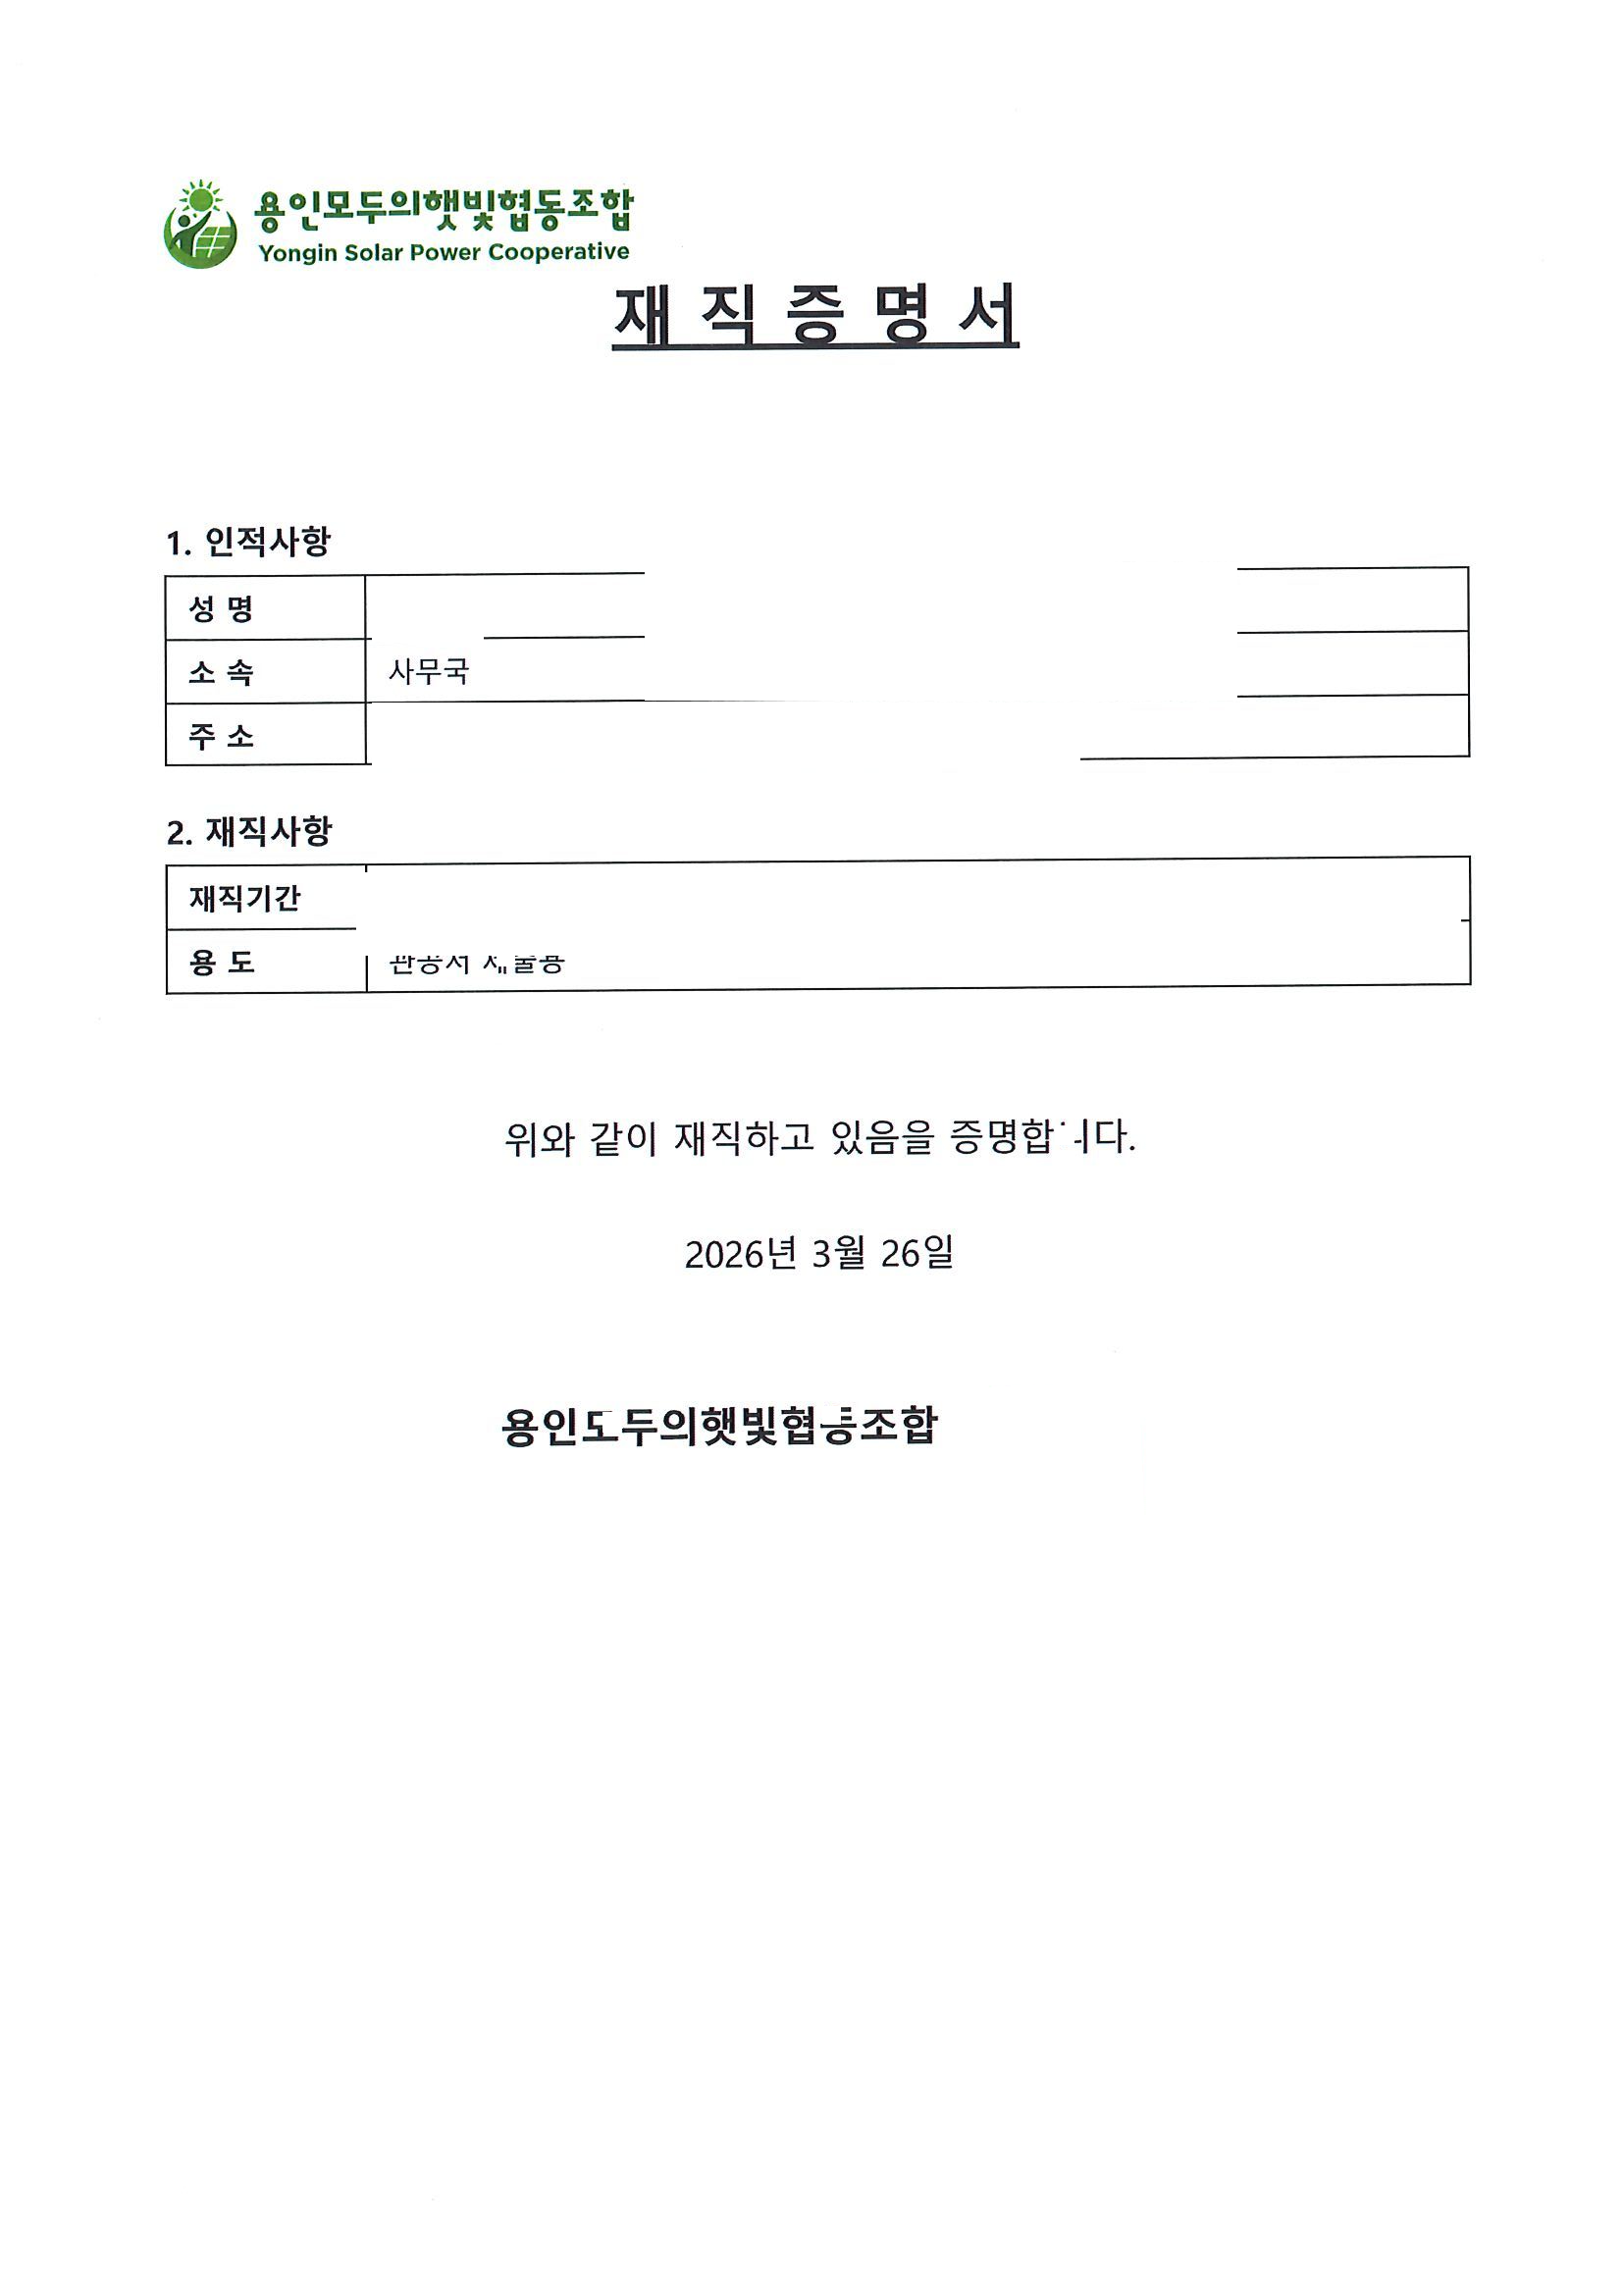 용인모두의햇빛협동조합
Yongin Solar Power Cooperative
재 직 증 명 서
1. 인적사항
성 명
소 속 사무국
주 소
2. 재직사항
재직기간
용 도
위와 같이 재직하고 있음을 증명합니다.
2026년 3월 26일
용인모두의햇빛협동조합